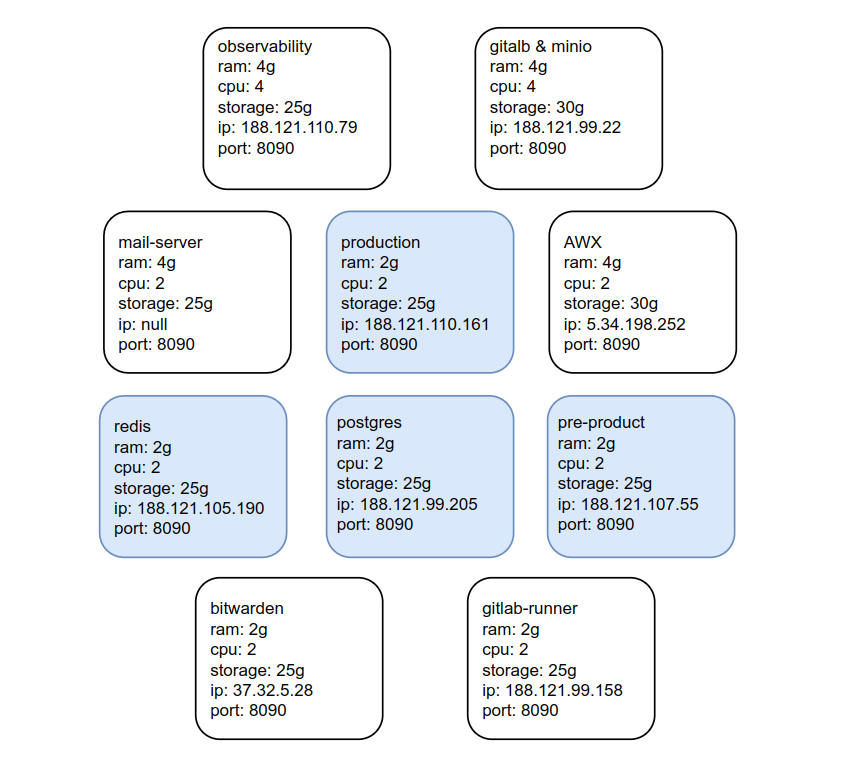 observability
ram: 4g
cpu: 4
storage: 25g
ip: 188.121.110.79
port: 8090
gitalb & minio
ram: 4g
cpu: 4
storage: 30g
ip: 188.121.99.22
port: 8090
mail-server
ram: 4g
cpu: 2
storage: 25g
ip: null
port: 8090
production
ram: 2g
cpu: 2
storage: 25g
ip: 188.121.110.161
port: 8090
AWX
ram: 4g
cpu: 2
storage: 30g
ip: 5.34.198.252
port: 8090
redis
ram: 2g
cpu: 2
storage: 25g
ip: 188.121.105.190
port: 8090
postgres
ram: 2g
cpu: 2
storage: 25g
ip: 188.121.99.205
port: 8090
pre-product
ram: 2g
cpu: 2
storage: 25g
ip: 188.121.107.55
port: 8090
bitwarden
ram: 2g
cpu: 2
storage: 25g
ip: 37.32.5.28
port: 8090
gitlab-runner
ram: 2g
cpu: 2
storage: 25g
ip: 188.121.99.158
port: 8090